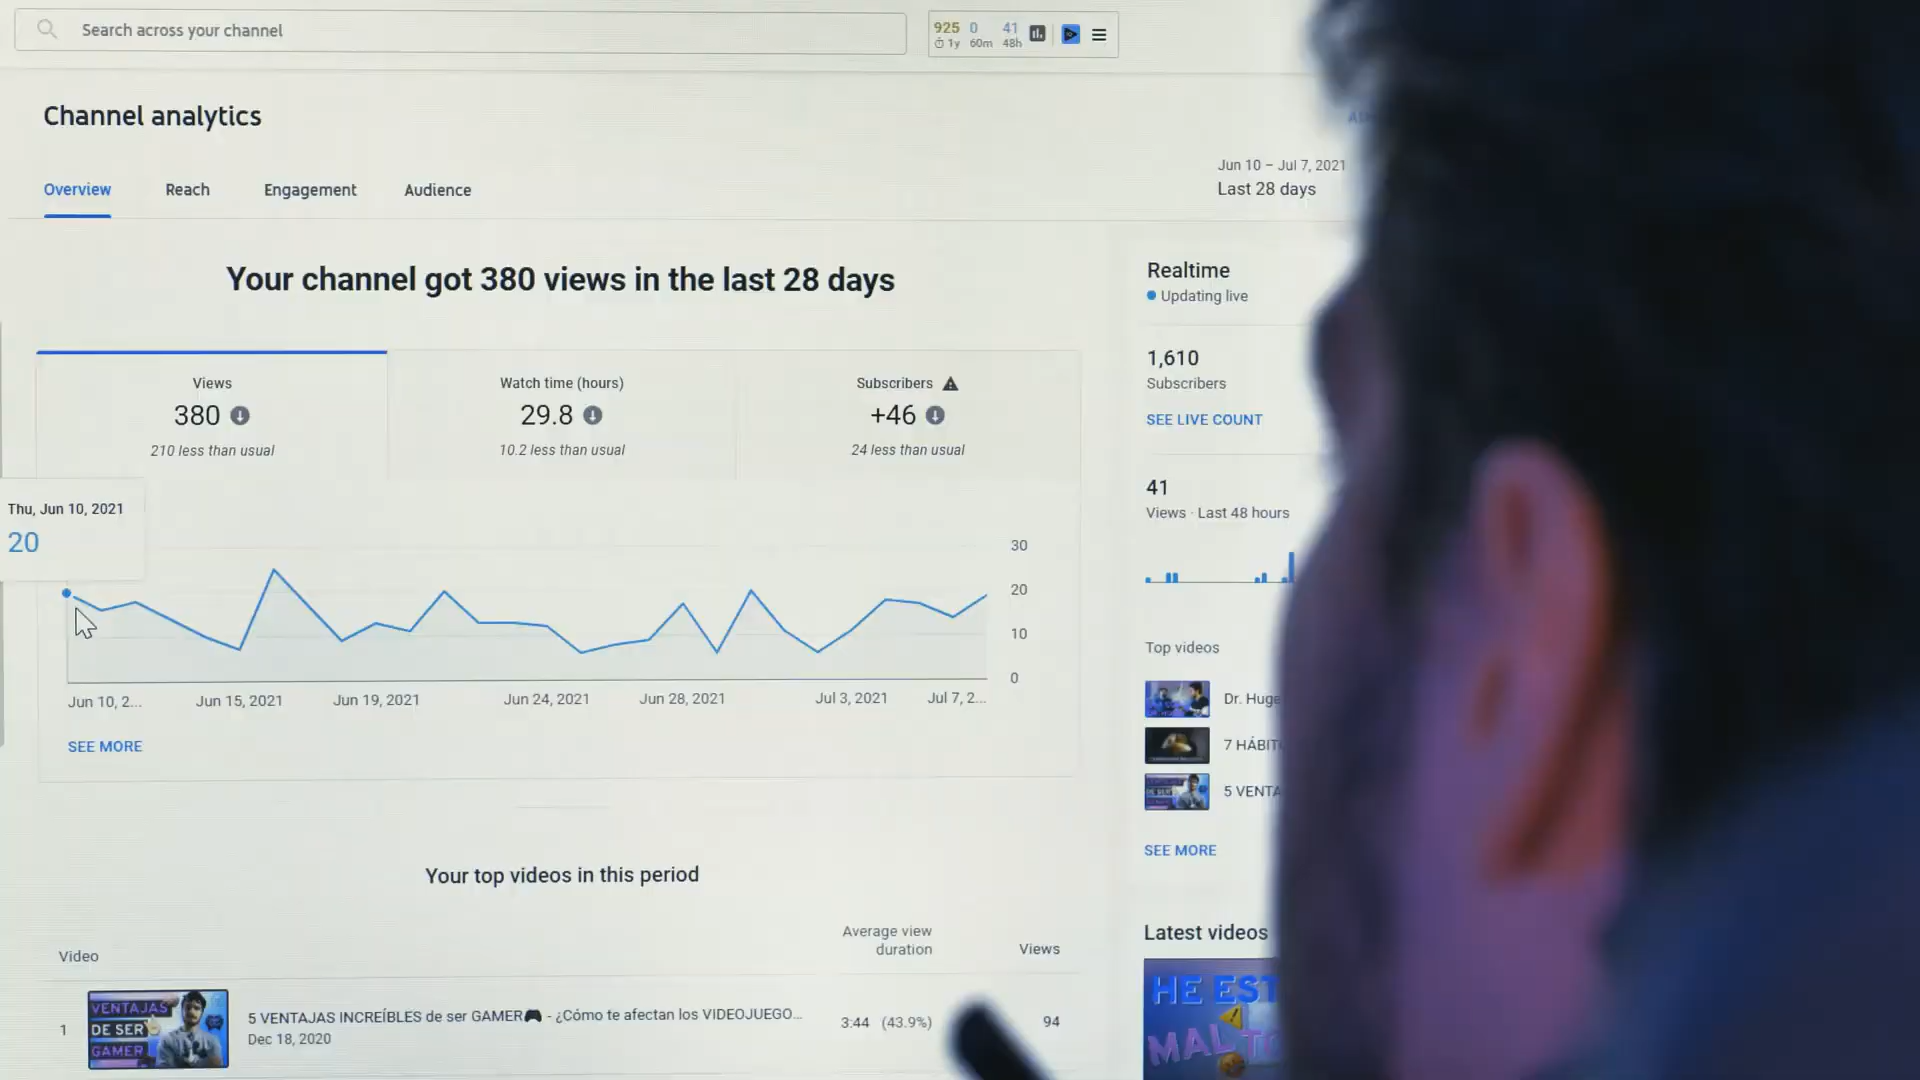 Search across your channel
925 0 41
1y 60m 48h
Channel analytics
Overview Reach Engagement Audience
Jun 10 – Jul 7, 2021
Last 28 days
Your channel got 380 views in the last 28 days
Views
380
210 less than usual
Watch time (hours)
29.8
10.2 less than usual
Subscribers
+46
24 less than usual
Thu, Jun 10, 2021
20
30
20
10
0
Jun 10, 2... Jun 15, 2021 Jun 19, 2021 Jun 24, 2021 Jun 28, 2021 Jul 3, 2021 Jul 7, 2...
SEE MORE
Your top videos in this period
Video
Average view
duration
Views
1
VENTAJAS
DE SER
GAMER
5 VENTAJAS INCREÍBLES de ser GAMER🎮 - ¿Cómo te afectan los VIDEOJUEGO...
Dec 18, 2020
3:44 (43.9%)
94
Realtime
Updating live
1,610
Subscribers
SEE LIVE COUNT
41
Views · Last 48 hours
Top videos
Dr. Huge
7 HÁBIT
5 VENTA
SEE MORE
Latest videos
HE EST
MAL TO